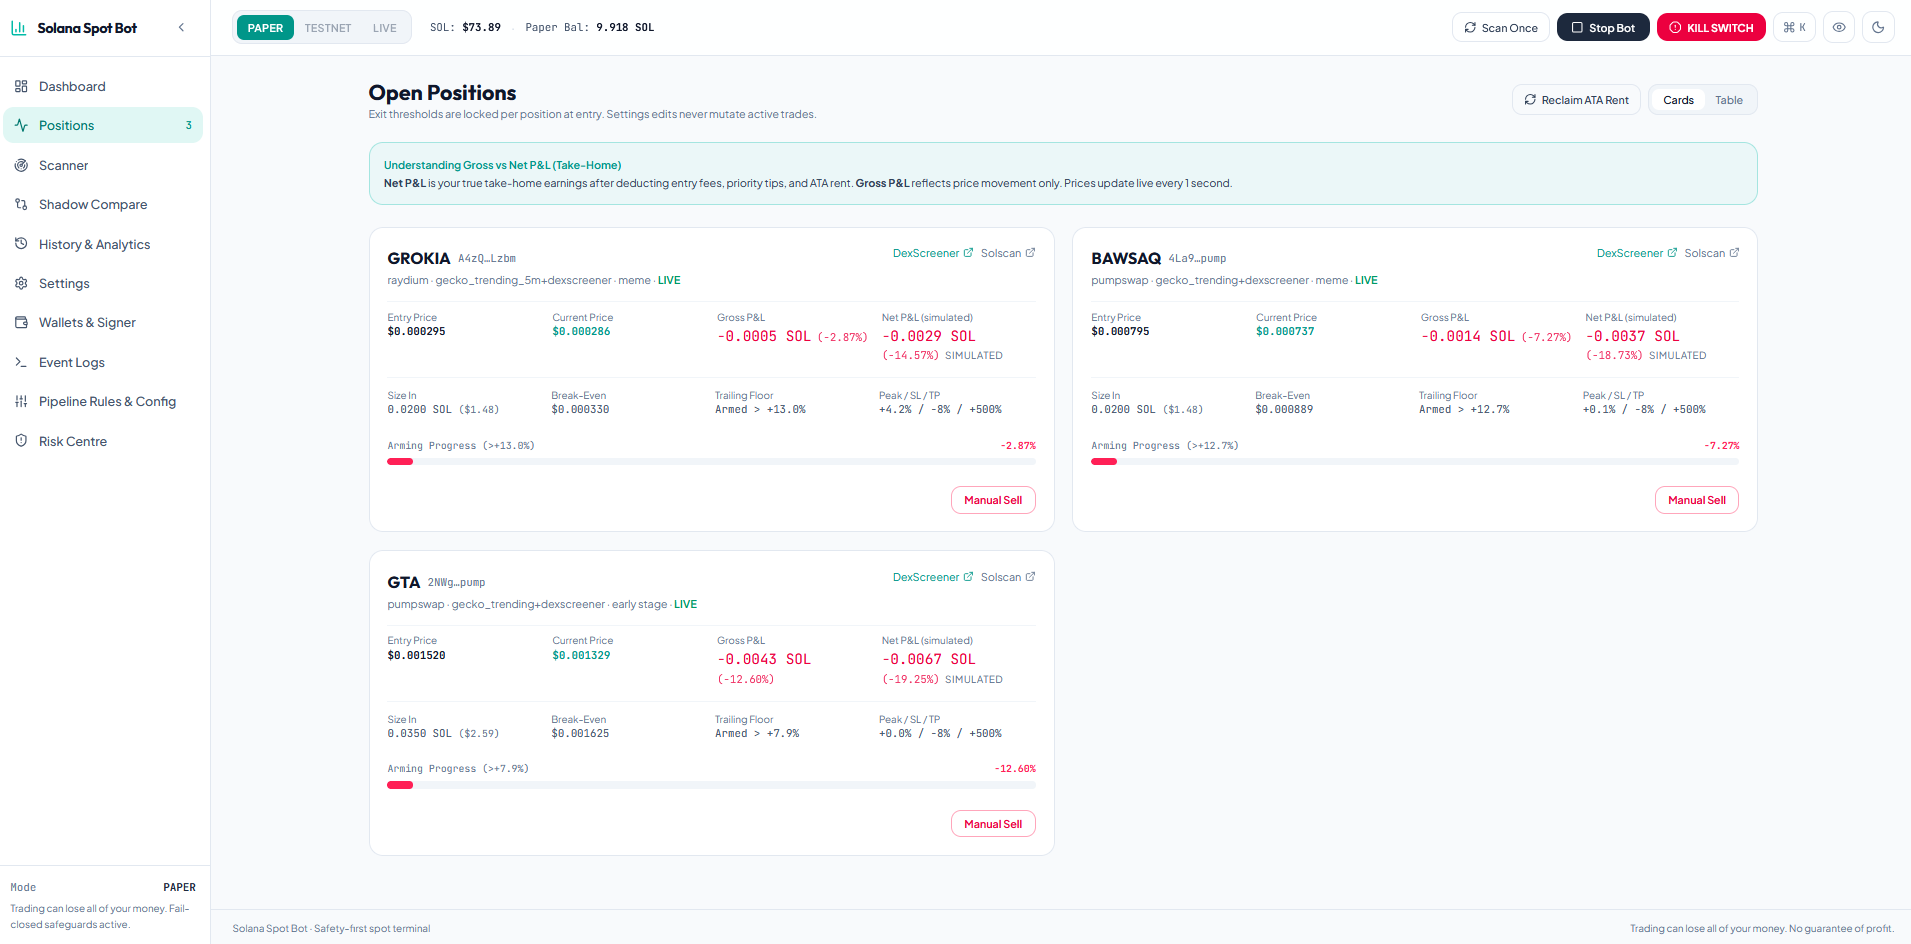 Solana Spot Bot
PAPER TESTNET LIVE SOL: $73.89 · Paper Bal: 9.918 SOL
Scan Once Stop Bot KILL SWITCH ⌘ K
Dashboard
Positions 3
Scanner
Shadow Compare
History & Analytics
Settings
Wallets & Signer
Event Logs
Pipeline Rules & Config
Risk Centre
Mode PAPER
Trading can lose all of your money. Fail-
closed safeguards active.
Open Positions
Exit thresholds are locked per position at entry. Settings edits never mutate active trades.
Reclaim ATA Rent Cards Table
Understanding Gross vs Net P&L (Take-Home)
Net P&L is your true take-home earnings after deducting entry fees, priority tips, and ATA rent. Gross P&L reflects price movement only. Prices update live every 1 second.
GROKIA A4zQ…Lzbm DexScreener Solscan
raydium · gecko_trending_5m+dexscreener · meme · LIVE
Entry Price Current Price Gross P&L Net P&L (simulated)
$0.000295 $0.000286 -0.0005 SOL (-2.87%) -0.0029 SOL
(-14.57%) SIMULATED
Size In Break-Even Trailing Floor Peak / SL / TP
0.0200 SOL ($1.48) $0.000330 Armed > +13.0% +4.2% / -8% / +500%
Arming Progress (>+13.0%) -2.87%
Manual Sell
BAWSAQ 4La9…pump DexScreener Solscan
pumpswap · gecko_trending+dexscreener · meme · LIVE
Entry Price Current Price Gross P&L Net P&L (simulated)
$0.000795 $0.000737 -0.0014 SOL (-7.27%) -0.0037 SOL
(-18.73%) SIMULATED
Size In Break-Even Trailing Floor Peak / SL / TP
0.0200 SOL ($1.48) $0.000889 Armed > +12.7% +0.1% / -8% / +500%
Arming Progress (>+12.7%) -7.27%
Manual Sell
GTA 2NWg…pump DexScreener Solscan
pumpswap · gecko_trending+dexscreener · early stage · LIVE
Entry Price Current Price Gross P&L Net P&L (simulated)
$0.001520 $0.001329 -0.0043 SOL -0.0067 SOL
(-12.60%) (-19.25%) SIMULATED
Size In Break-Even Trailing Floor Peak / SL / TP
0.0350 SOL ($2.59) $0.001625 Armed > +7.9% +0.0% / -8% / +500%
Arming Progress (>+7.9%) -12.60%
Manual Sell
Solana Spot Bot · Safety-first spot terminal Trading can lose all of your money. No guarantee of profit.